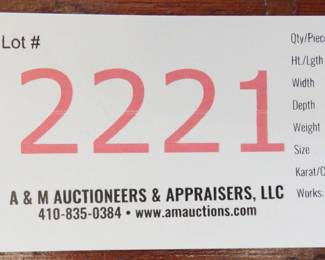 Lot #
2221
A & M AUCTIONEERS & APPRAISERS, LLC
410-835-0384 • www.amauctions.com
Qty/Piec
Ht./Lgth
Width
Depth
Weight
Size
Karat/C
Works: